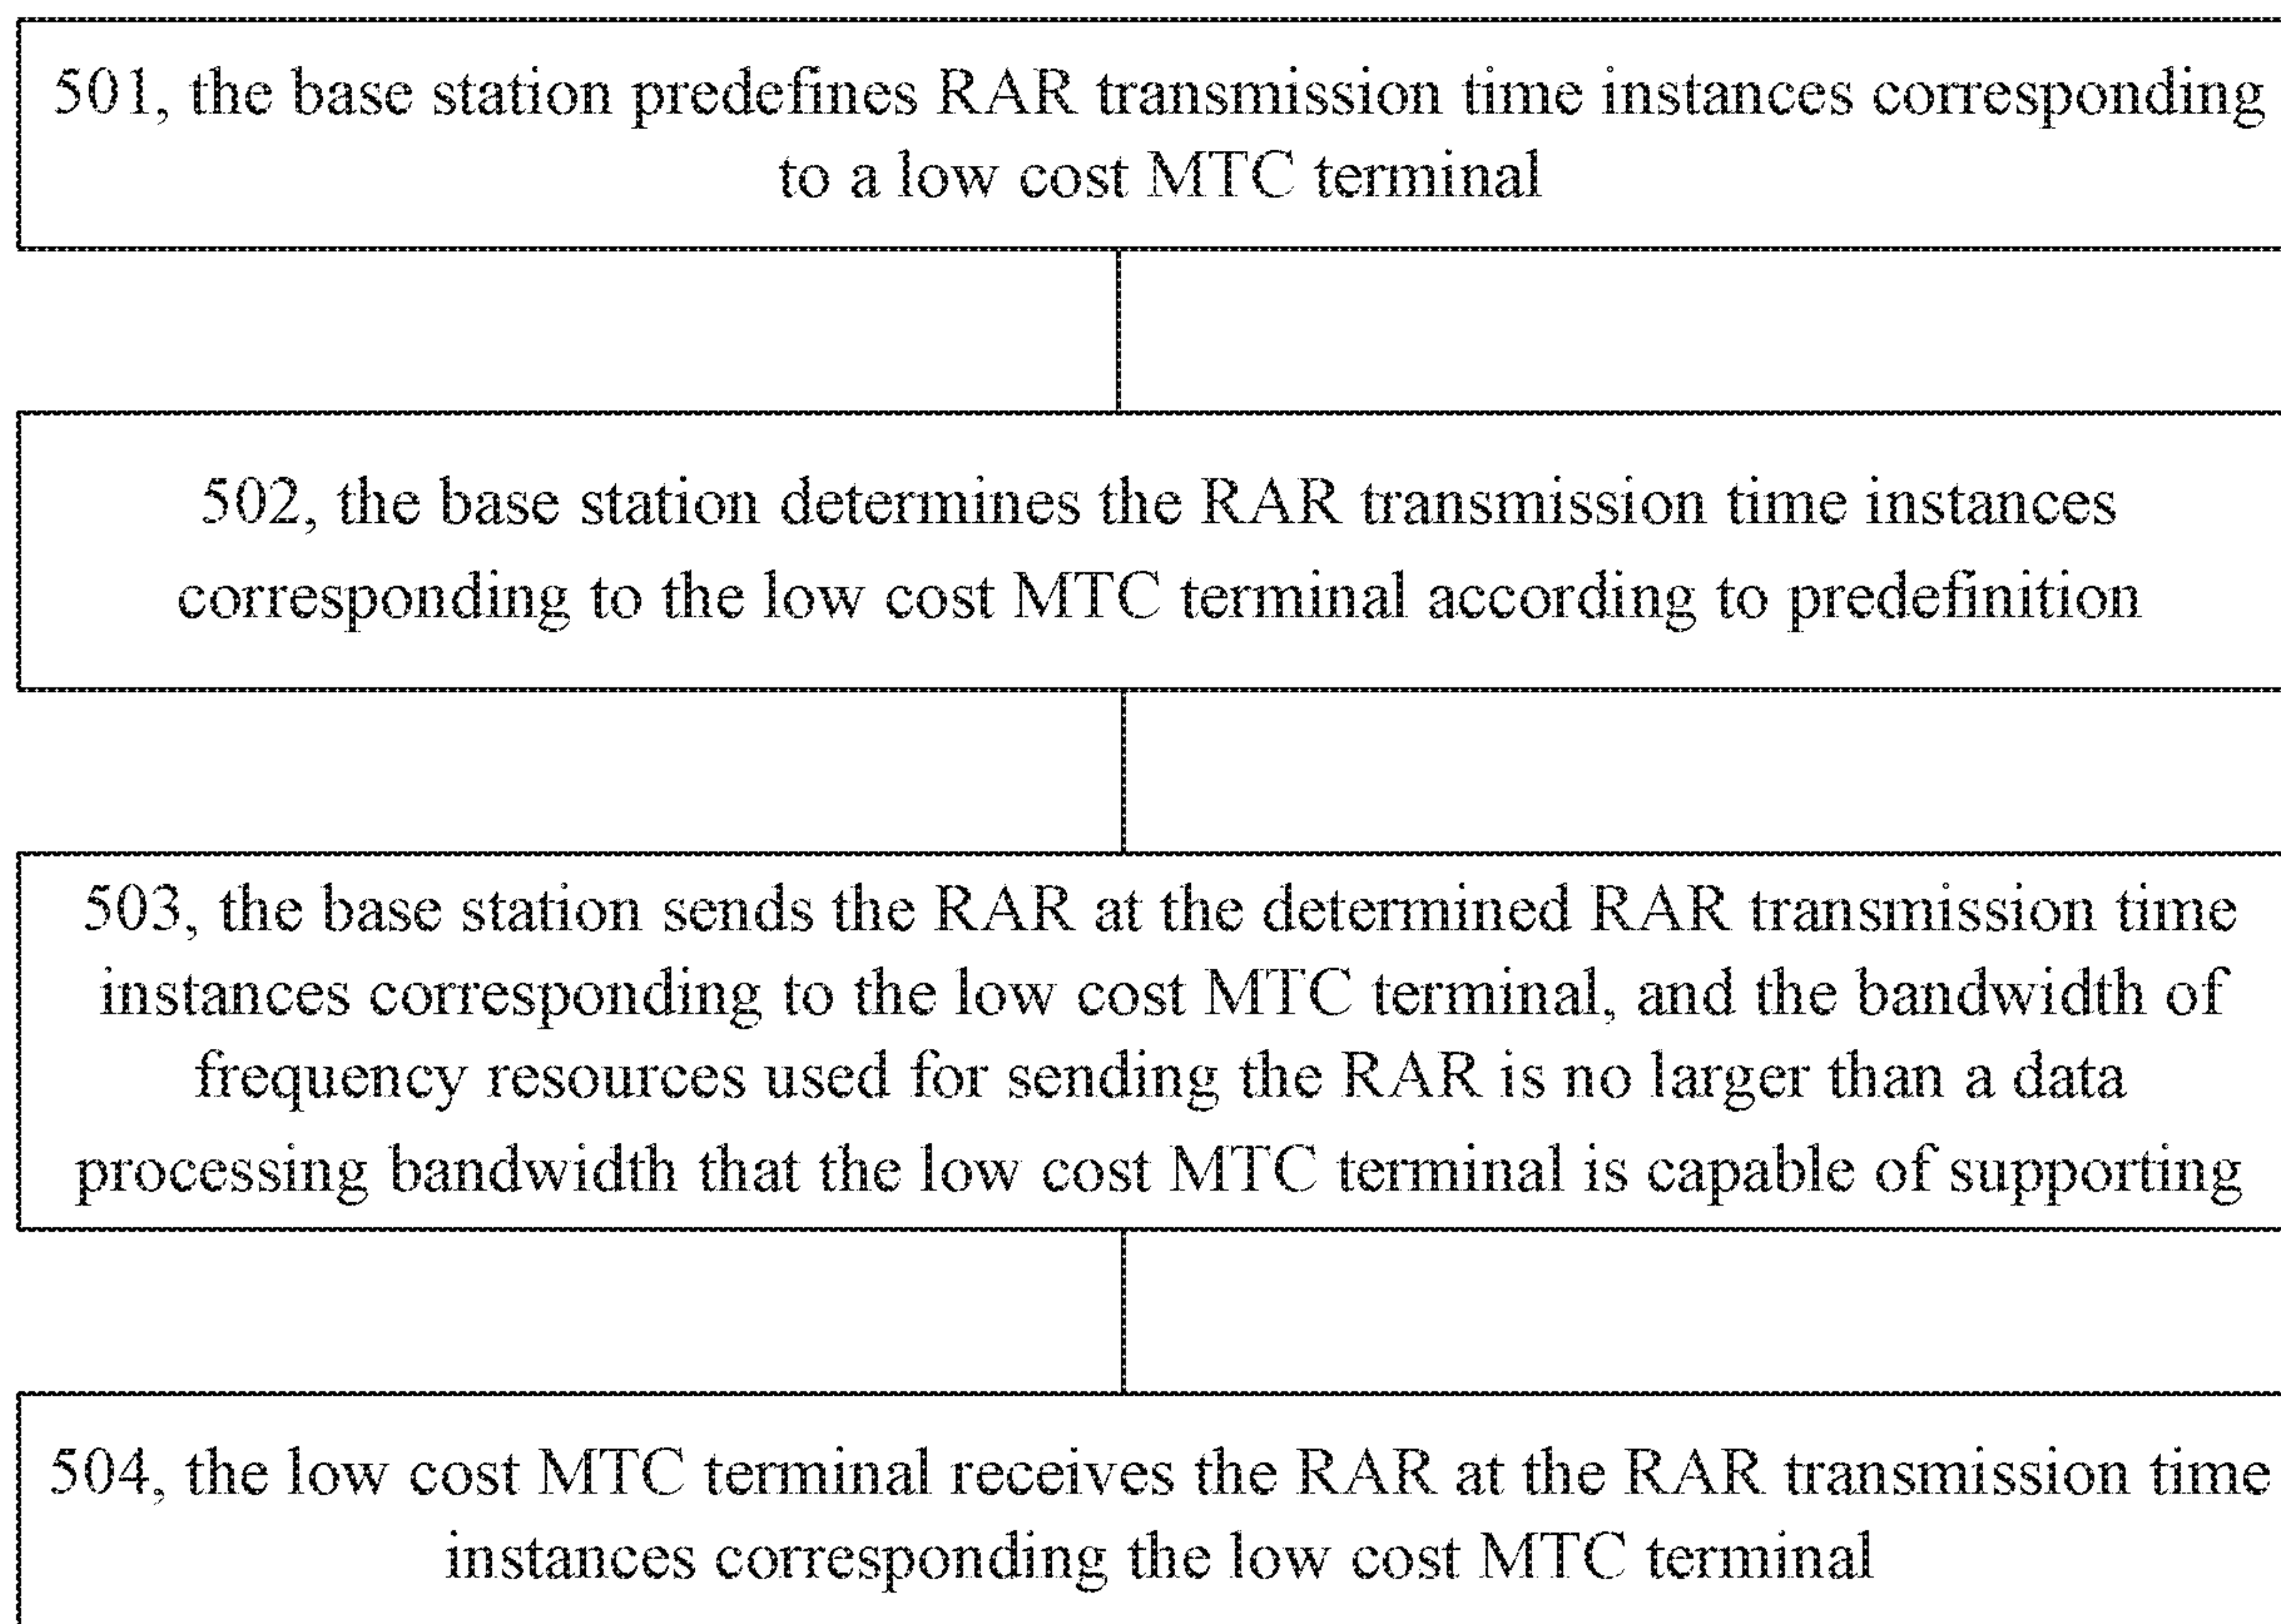 501, the base station predefines RAR transmission time instances corresponding
to a low cost MTC terminal
502, the base station determines the RAR transmission time instances
corresponding to the low cost MTC terminal according to predefinition
503, the base station sends the RAR at the determined RAR transmission time
instances corresponding to the low cost MTC terminal, and the bandwidth of
frequency resources used for sending the RAR is no larger than a data
processing bandwidth that the low cost MTC terminal is capable of supporting
504, the low cost MTC terminal receives the RAR at the RAR transmission time
instances corresponding the low cost MTC terminal